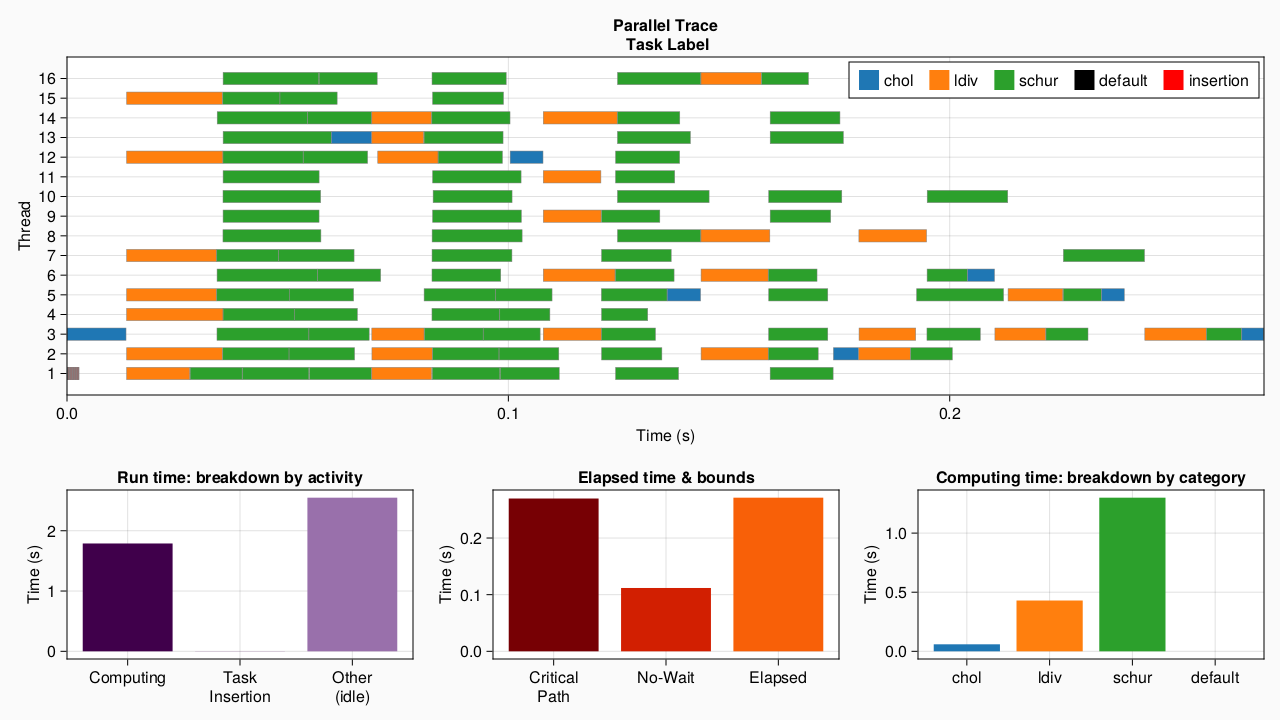 Parallel Trace
Task Label
chol ldiv schur default insertion
Thread
16
15
14
13
12
11
10
9
8
7
6
5
4
3
2
1
0.0 0.1 0.2
Time (s)
Run time: breakdown by activity
Time (s)
2
1
0
Computing Task Insertion Other (idle)
Elapsed time & bounds
Time (s)
0.2
0.1
0.0
Critical Path No-Wait Elapsed
Computing time: breakdown by category
Time (s)
1.0
0.5
0.0
chol ldiv schur default